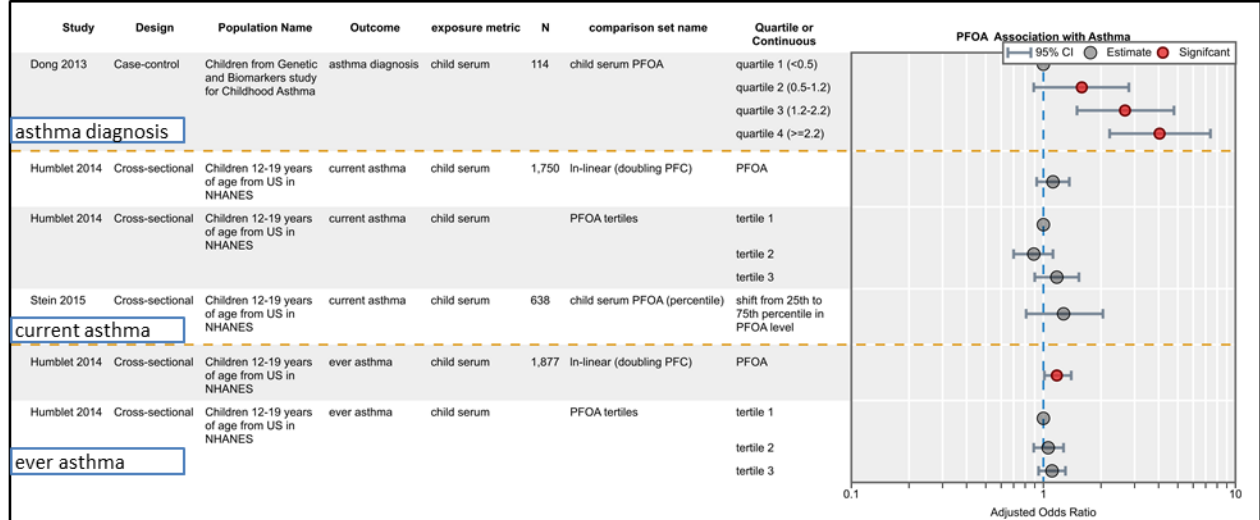 Study Design Population Name Outcome exposure metric N comparison set name Quartile or
Continuous
PFOA Association with Asthma
95% CI Estimate Signifcant
Dong 2013 Case-control Children from Genetic asthma diagnosis child serum 114 child serum PFOA quartile 1 (<0.5)
and Biomarkers study quartile 2 (0.5-1.2)
for Childhood Asthma
quartile 3 (1.2-2.2)
asthma diagnosis quartile 4 (>=2.2)
Humblet 2014 Cross-sectional Children 12-19 years current asthma child serum 1,750 ln-linear (doubling PFC) PFOA
of age from US in
NHANES
Humblet 2014 Cross-sectional Children 12-19 years current asthma child serum PFOA tertiles tertile 1
of age from US in
NHANES
tertile 2
tertile 3
Stein 2015 Cross-sectional Children 12-19 years current asthma child serum 638 child serum PFOA (percentile) shift from 25th to
of age from US in 75th percentile in
NHANES PFOA level
current asthma
Humblet 2014 Cross-sectional Children 12-19 years ever asthma child serum 1,877 ln-linear (doubling PFC) PFOA
of age from US in
NHANES
Humblet 2014 Cross-sectional Children 12-19 years ever asthma child serum PFOA tertiles tertile 1
of age from US in
NHANES
tertile 2
ever asthma
tertile 3
0.1 1 10
Adjusted Odds Ratio